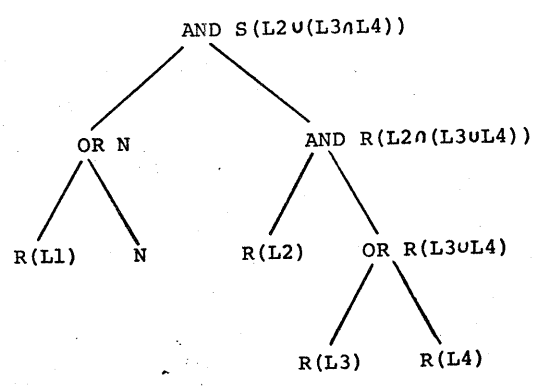 AND S(L2∪(L3∩L4))
OR N
AND R(L2∩(L3∪L4))
R(L1)
N
R(L2)
OR R(L3∪L4)
R(L3)
R(L4)